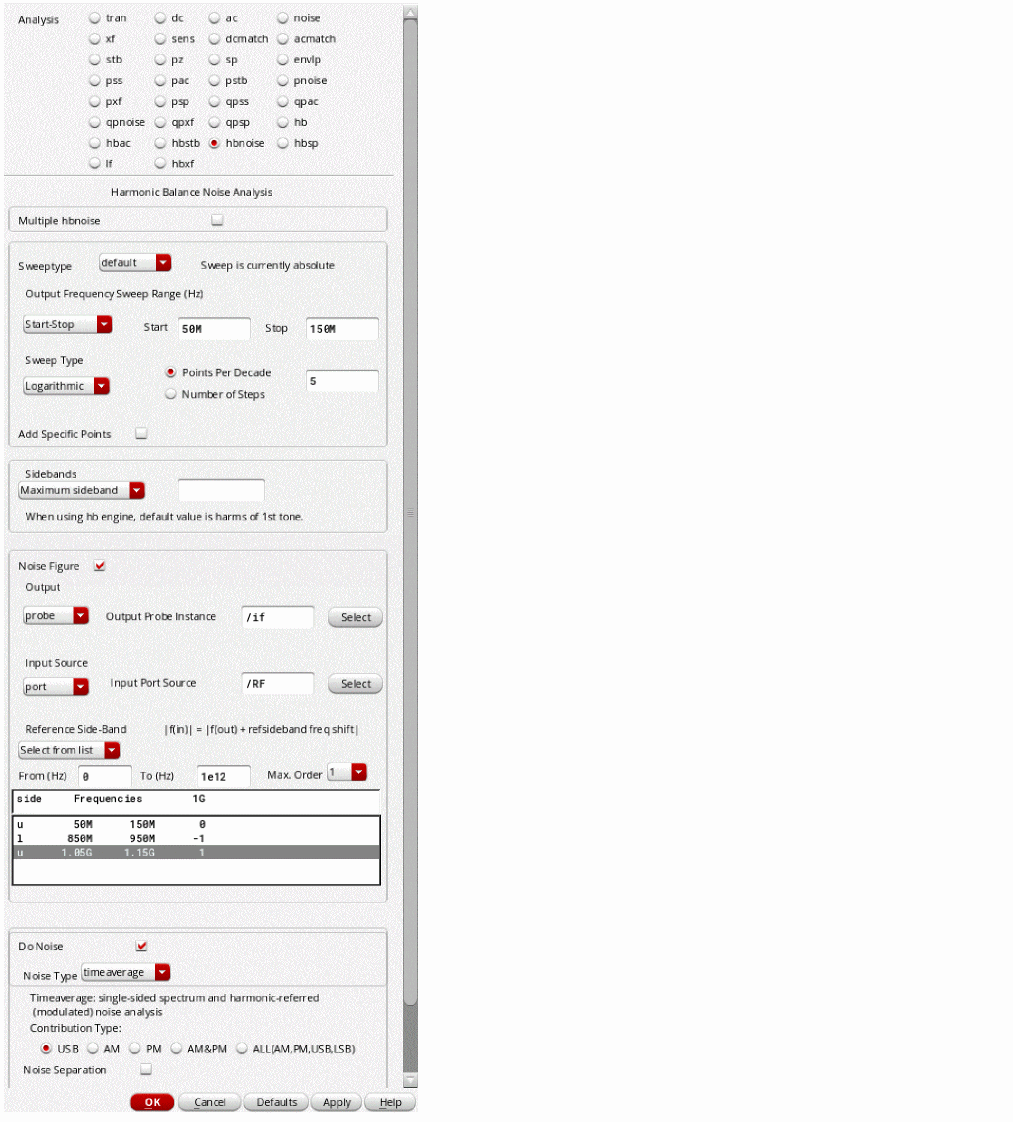 Analysis tran dc ac noise
xf sens dcmatch acmatch
stb pz sp envlp
pss pac pstb pnoise
pxf psp qpss qpac
qpnoise qpxf qpsp hb
hbac hbstb hbnoise hbsp
lf hbxf
Harmonic Balance Noise Analysis
Multiple hbnoise
Sweeptype default Sweep is currently absolute
Output Frequency Sweep Range (Hz)
Start-Stop Start 50M Stop 150M
Sweep Type
Points Per Decade
Logarithmic 5
Number of Steps
Add Specific Points
Sidebands
Maximum sideband
When using hb engine, default value is harms of 1st tone.
Noise Figure
Output
probe Output Probe Instance /if Select
Input Source
port Input Port Source /RF Select
Reference Side-Band |f(in)| = |f(out) + refsideband freq shift|
Select from list
From (Hz) 0 To (Hz) 1e12 Max. Order 1
side Frequencies 1G
u 50M 150M 0
l 850M 950M -1
u 1.05G 1.15G 1
Do Noise
Noise Type timeaverage
Timeaverage: single-sided spectrum and harmonic-referred
(modulated) noise analysis
Contribution Type:
USB AM PM AM&PM ALL(AM,PM,USB,LSB)
Noise Separation
OK Cancel Defaults Apply Help